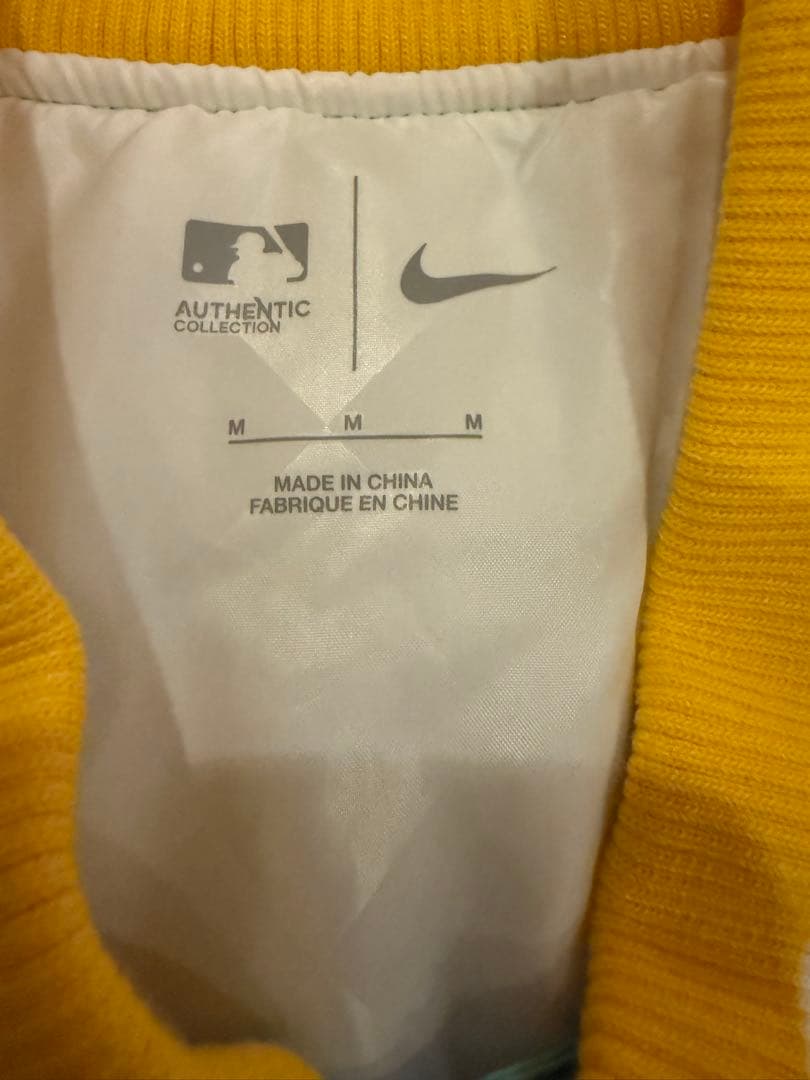 AUTHENTIC
COLLECTION
M M M
MADE IN CHINA
FABRIQUE EN CHINE